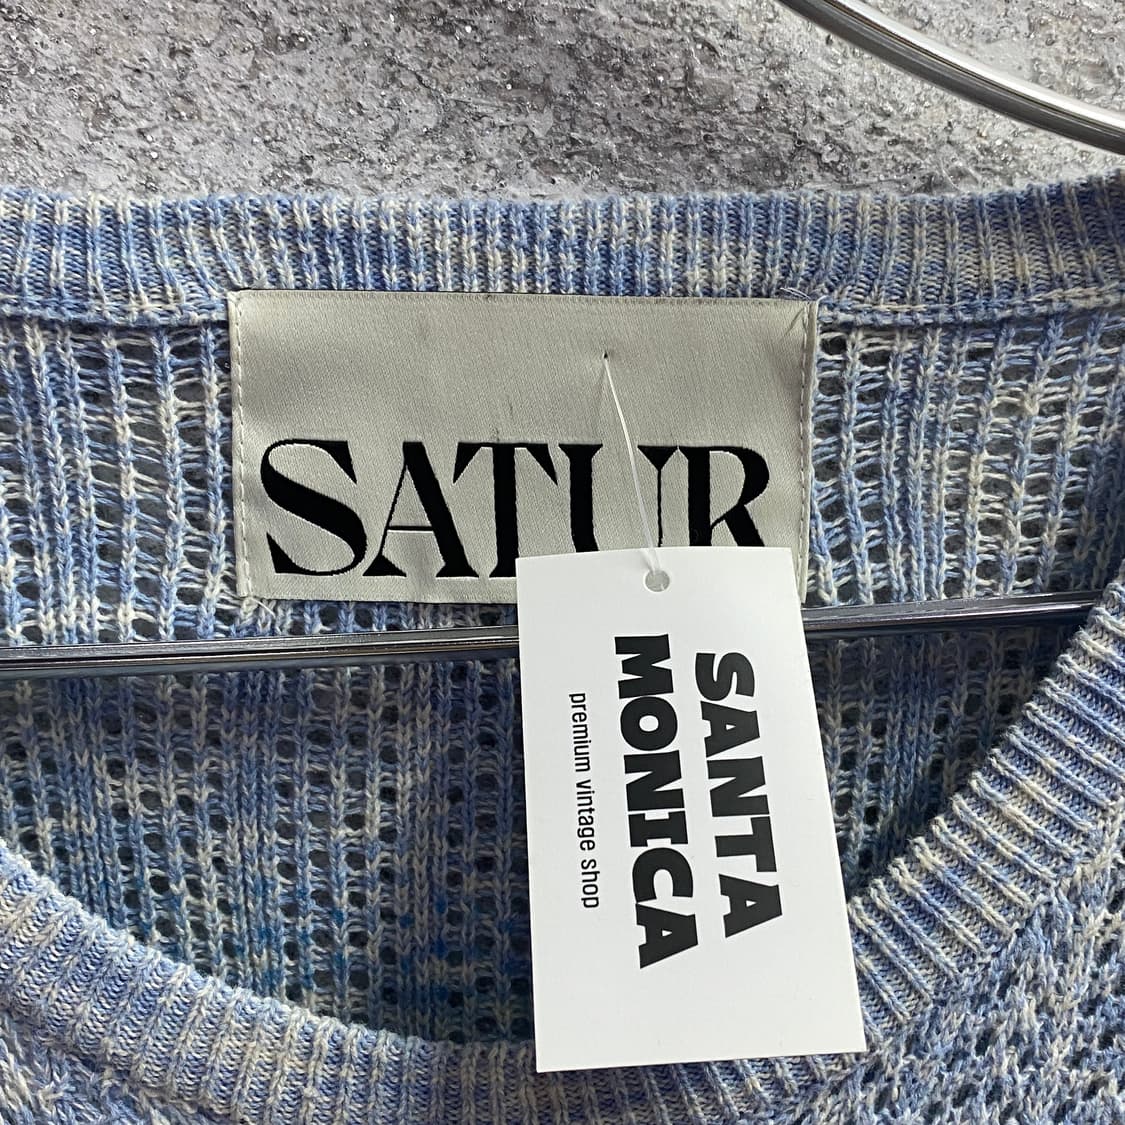 SATUR
SANTA
MONICA
premium vintage shop